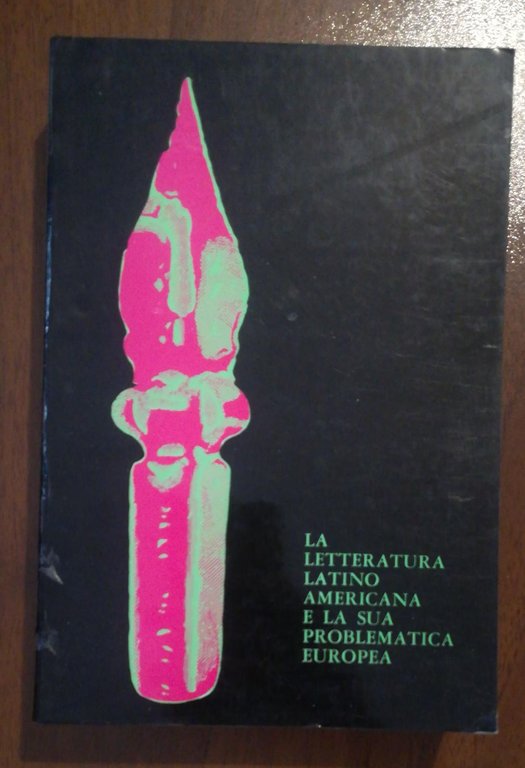 LA
LETTERATURA
LATINO
AMERICANA
E LA SUA
PROBLEMATICA
EUROPEA